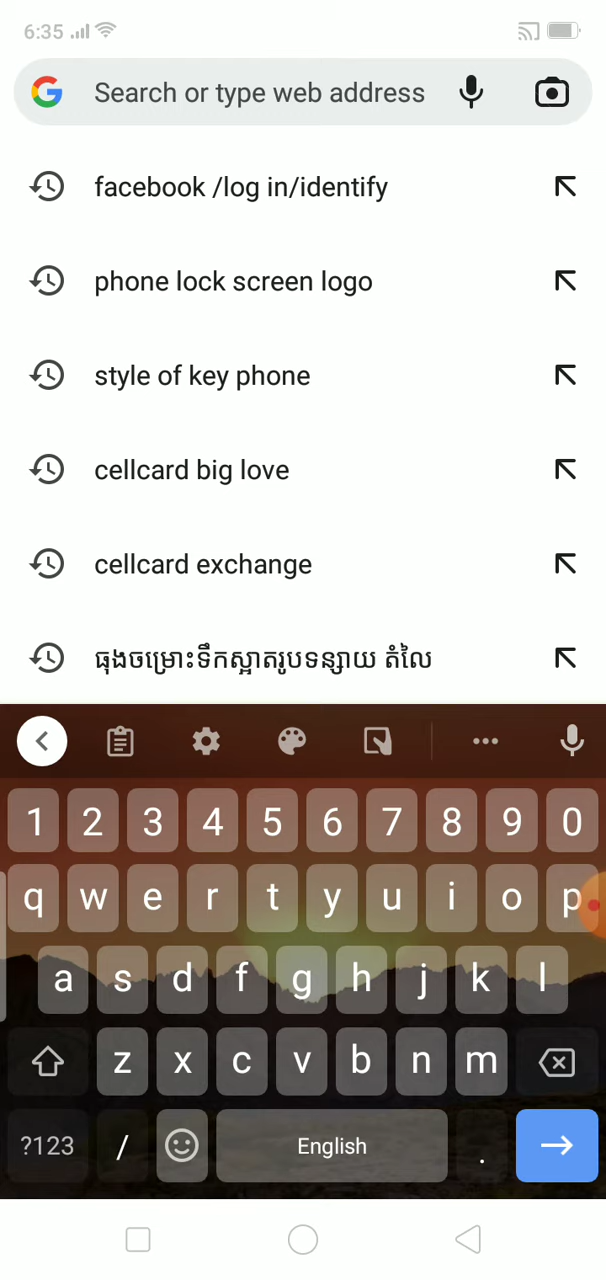 6:35
Search or type web address
facebook /log in/identify
phone lock screen logo
style of key phone
cellcard big love
cellcard exchange
ធុងចម្រោះទឹកស្អាតរូបទន្សាយ តំលៃ
1 2 3 4 5 6 7 8 9 0
q w e r t y u i o p
a s d f g h j k l
z x c v b n m
?123 / English .